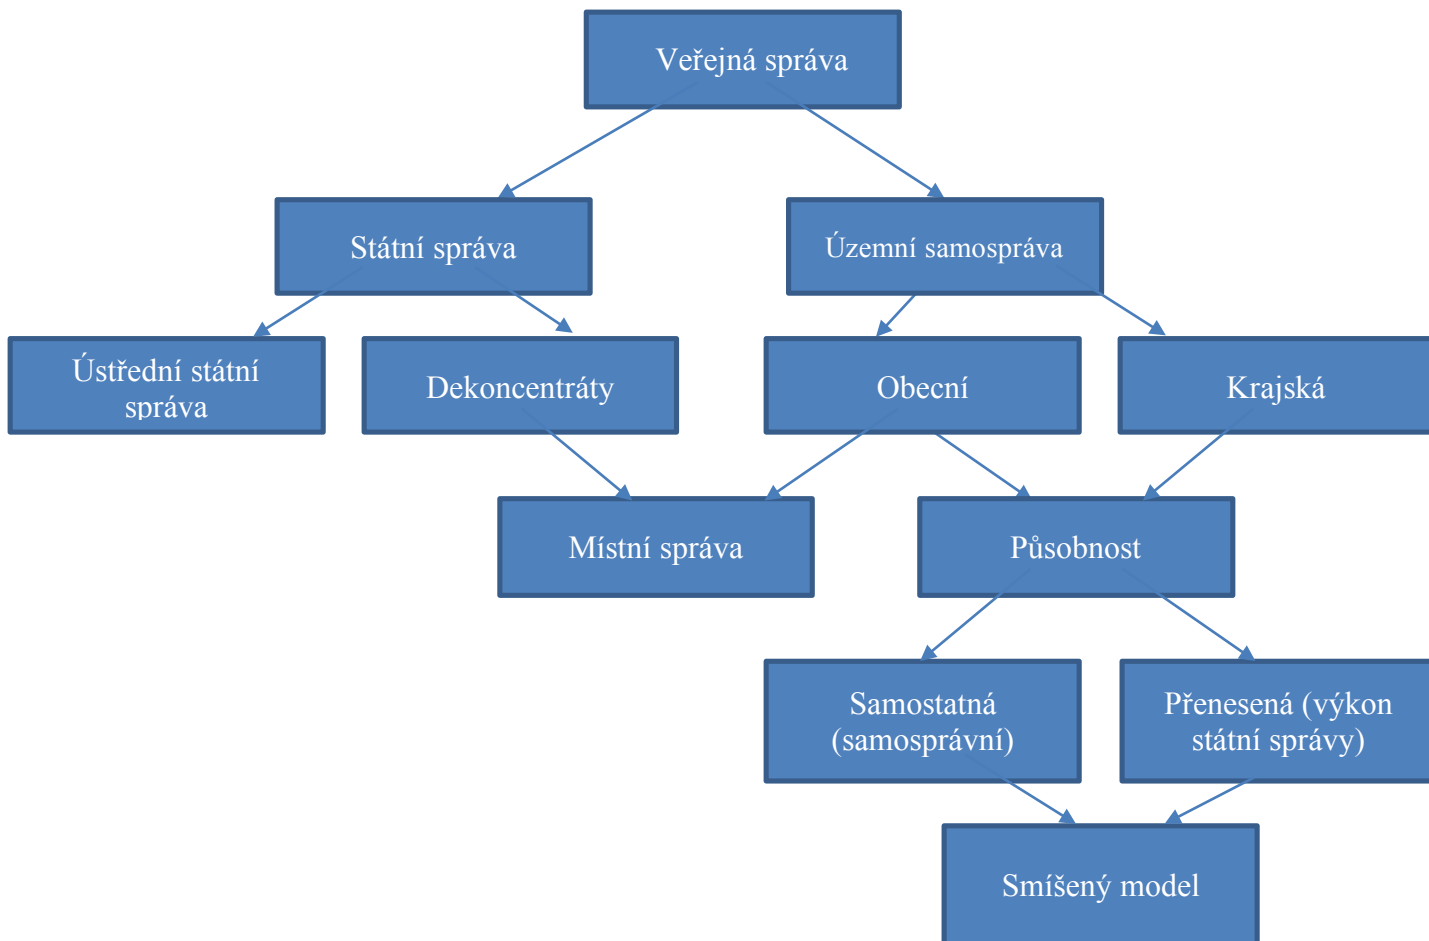 Veřejná správa
Státní správa
Územní samospráva
Ústřední státní
správa
Dekoncentráty
Obecní
Krajská
Místní správa
Působnost
Samostatná
(samosprávní)
Přenesená (výkon
státní správy)
Smíšený model